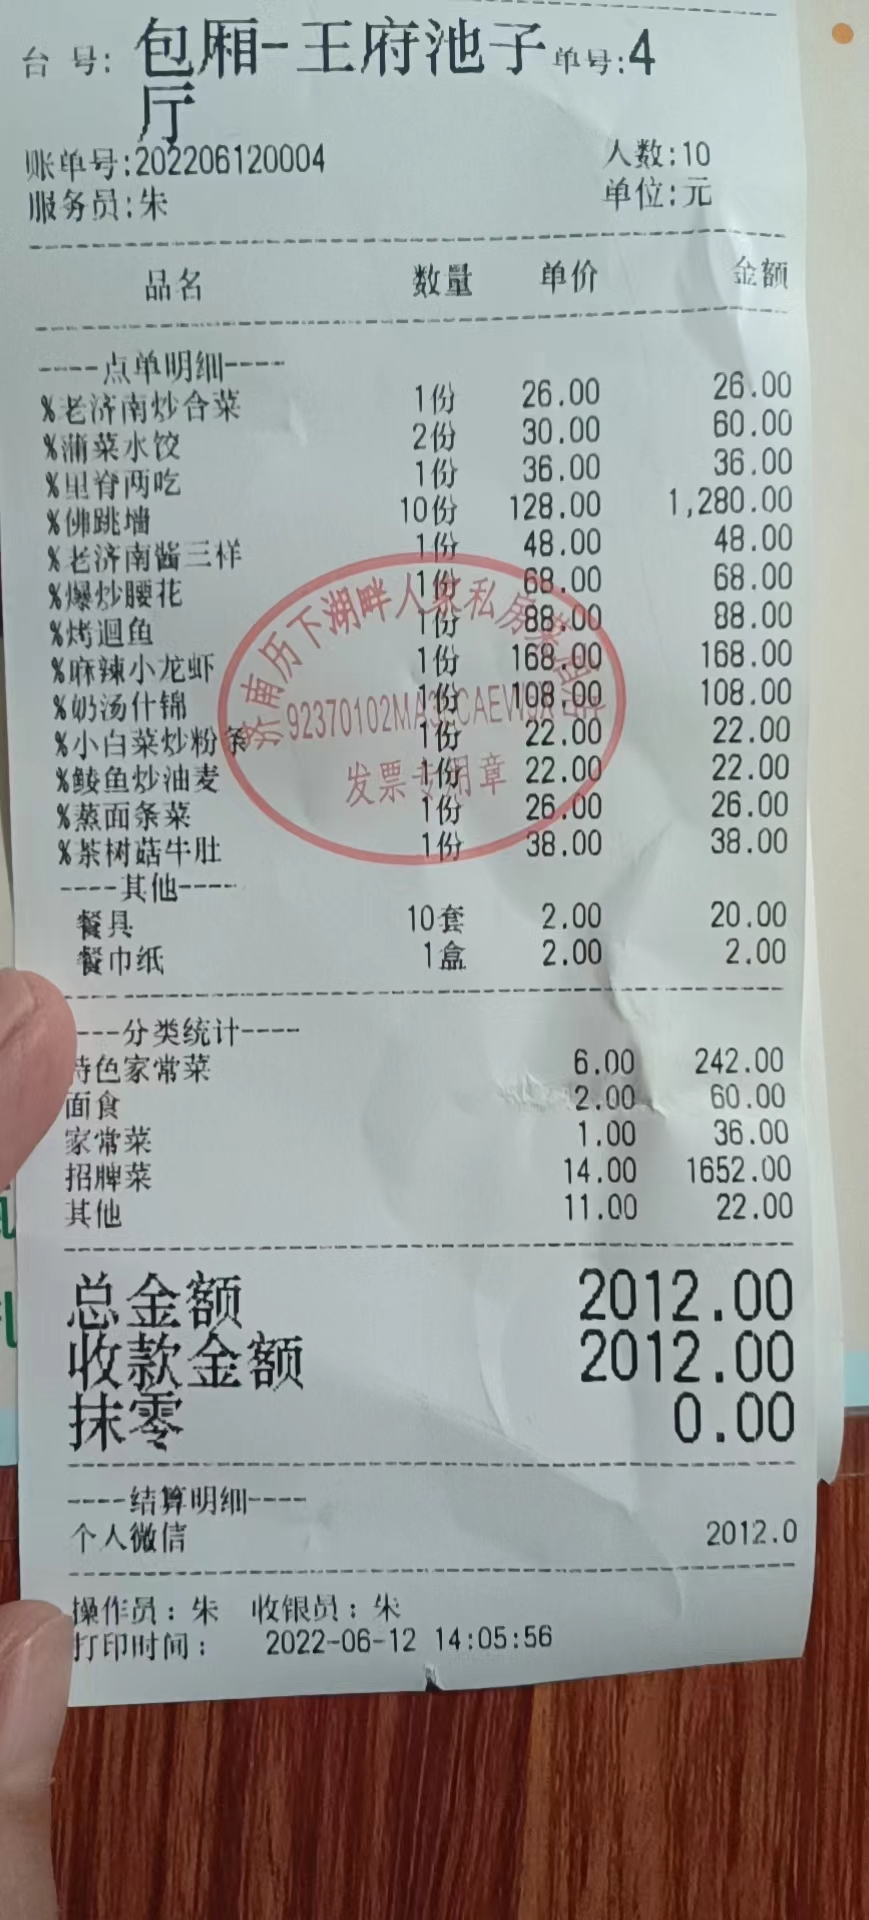 台 号: 包厢-王府池子 单号:4
厅
账单号:202206120004 人数:10
服务员:朱 单位:元
品名 数量 单价 金额
----点单明细----
%老济南炒合菜 1份 26.00 26.00
%蒲菜水饺 2份 30.00 60.00
%里脊两吃 1份 36.00 36.00
%佛跳墙 10份 128.00 1,280.00
%老济南酱三样 1份 48.00 48.00
%爆炒腰花 1份 68.00 68.00
%烤迴鱼 1份 88.00 88.00
%麻辣小龙虾 1份 168.00 168.00
%奶汤什锦 1份 108.00 108.00
%小白菜炒粉条 1份 22.00 22.00
%鲮鱼炒油麦 1份 22.00 22.00
%蒸面条菜 1份 26.00 26.00
%茶树菇牛肚 1份 38.00 38.00
济南历下湖畔人家私房菜
发票专用章
----其他----
餐具 10套 2.00 20.00
餐巾纸 1盒 2.00 2.00
----分类统计----
特色家常菜 6.00 242.00
面食 2.00 60.00
家常菜 1.00 36.00
招牌菜 14.00 1652.00
其他 11.00 22.00
总金额 2012.00
收款金额 2012.00
抹零 0.00
----结算明细----
个人微信 2012.0
操作员:朱 收银员:朱
打印时间: 2022-06-12 14:05:56